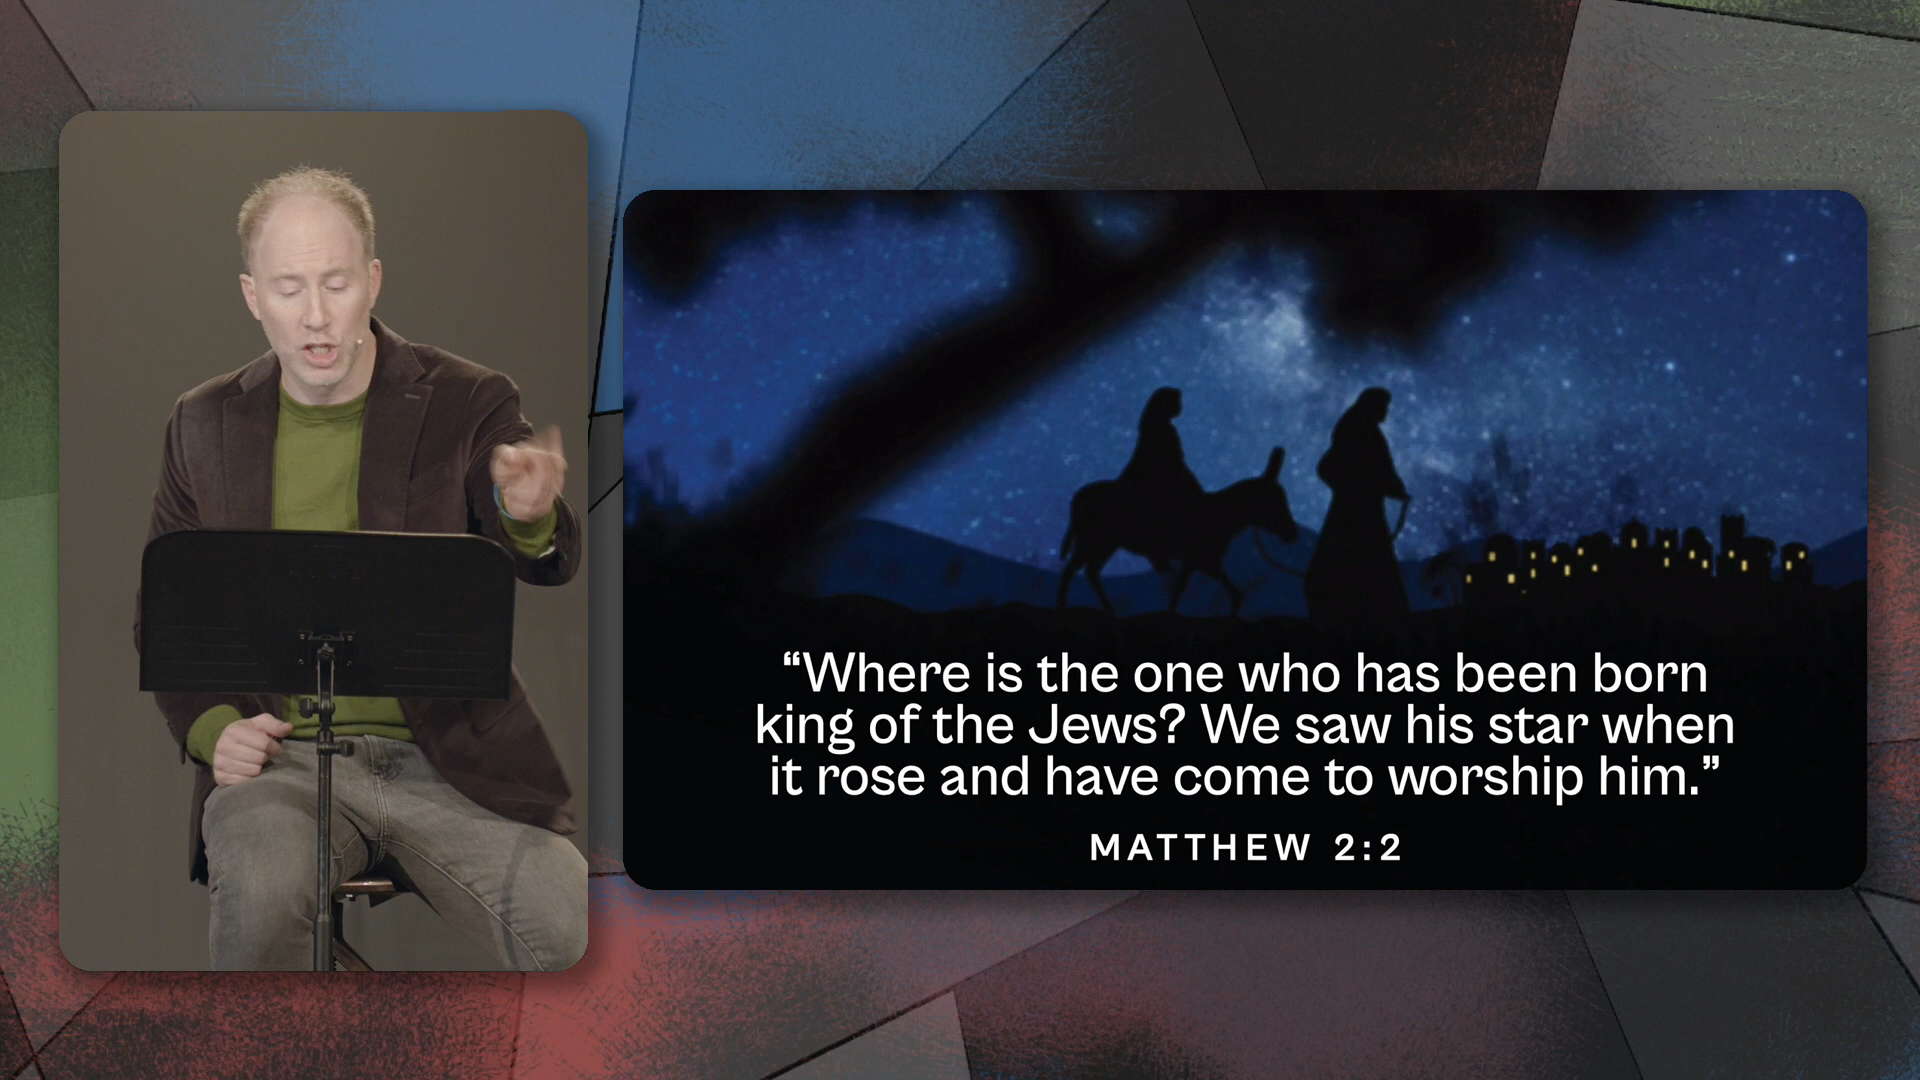 “Where is the one who has been born
king of the Jews? We saw his star when
it rose and have come to worship him.”
MATTHEW 2:2